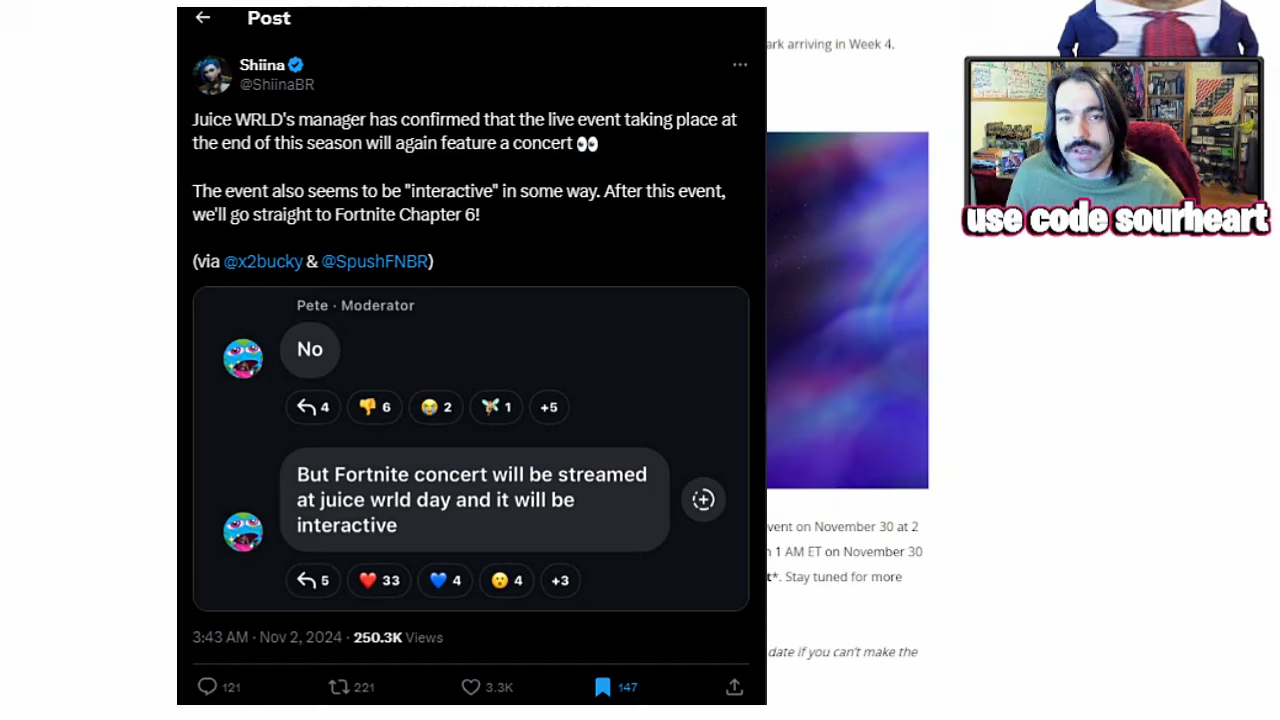 Post
Shiina
@ShiinaBR
Juice WRLD's manager has confirmed that the live event taking place at
the end of this season will again feature a concert 👀
The event also seems to be "interactive" in some way. After this event,
we'll go straight to Fortnite Chapter 6!
(via @x2bucky & @SpushFNBR)
Pete · Moderator
No
4 👎 6 😭 2 1 +5
But Fortnite concert will be streamed
at juice wrld day and it will be
interactive
5 ❤️ 33 💙 4 😮 4 +3
3:43 AM · Nov 2, 2024 · 250.3K Views
121 221 3.3K 147
ark arriving in Week 4.
use code sourheart
vent on November 30 at 2
1 AM ET on November 30
t*. Stay tuned for more
date if you can't make the